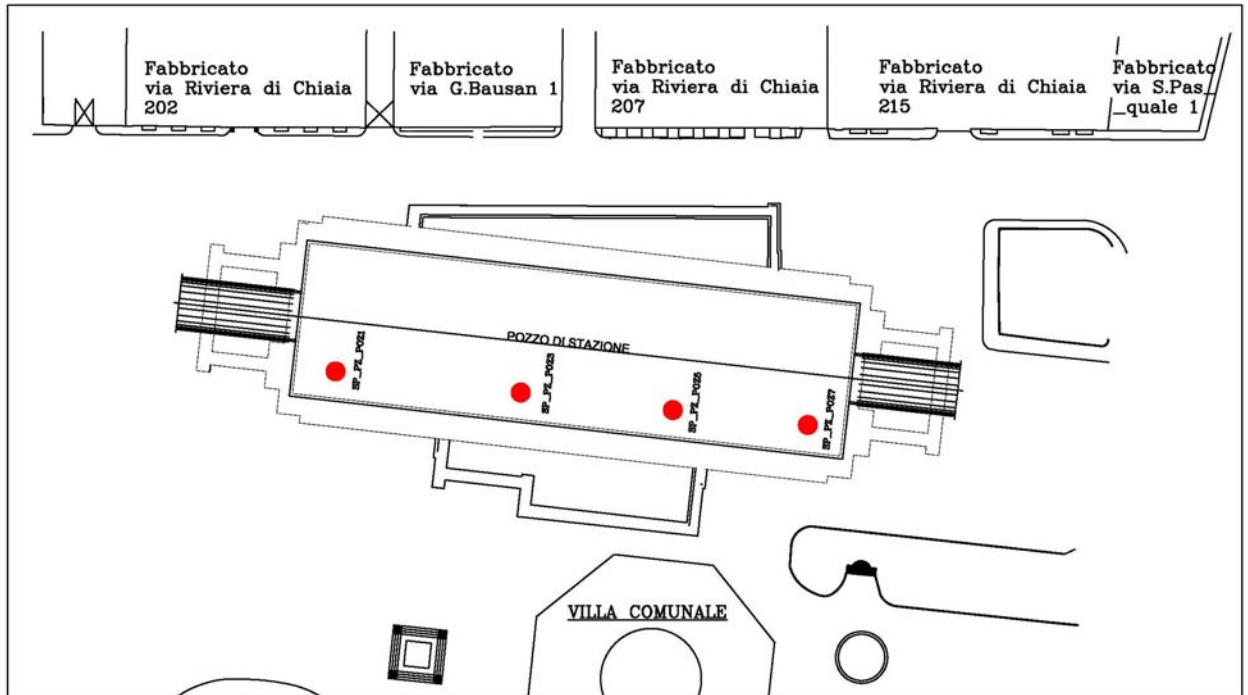 Fabbricato
via Riviera di Chiaia
202
Fabbricato
via G.Bausan 1
Fabbricato
via Riviera di Chiaia
207
Fabbricato
via Riviera di Chiaia
215
Fabbricato
via S.Pas_
_quale 1
POZZO DI STAZIONE
SP_PZ_POZ1
SP_PZ_POZ3
SP_PZ_POZ5
SP_PZ_POZ7
VILLA COMUNALE